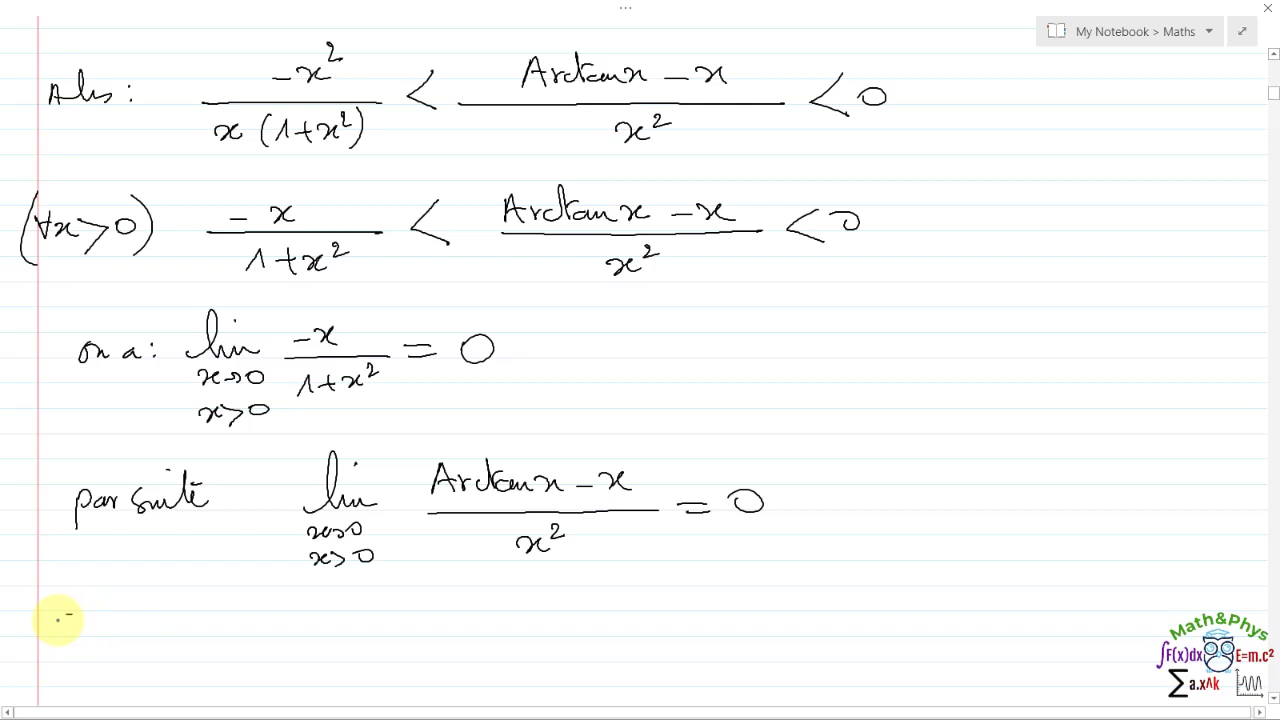 ...
My Notebook > Maths
Alors : -x² / x(1+x²) < Arctan x - x / x² < 0
(∀x>0) -x / 1+x² < Arctan x - x / x² < 0
on a : lim x→0 x>0 -x / 1+x² = 0
par suite lim x→0 x>0 Arctan x - x / x² = 0
Math&Phys
∫F(x)dx E=m.c²
∑ a.x^k